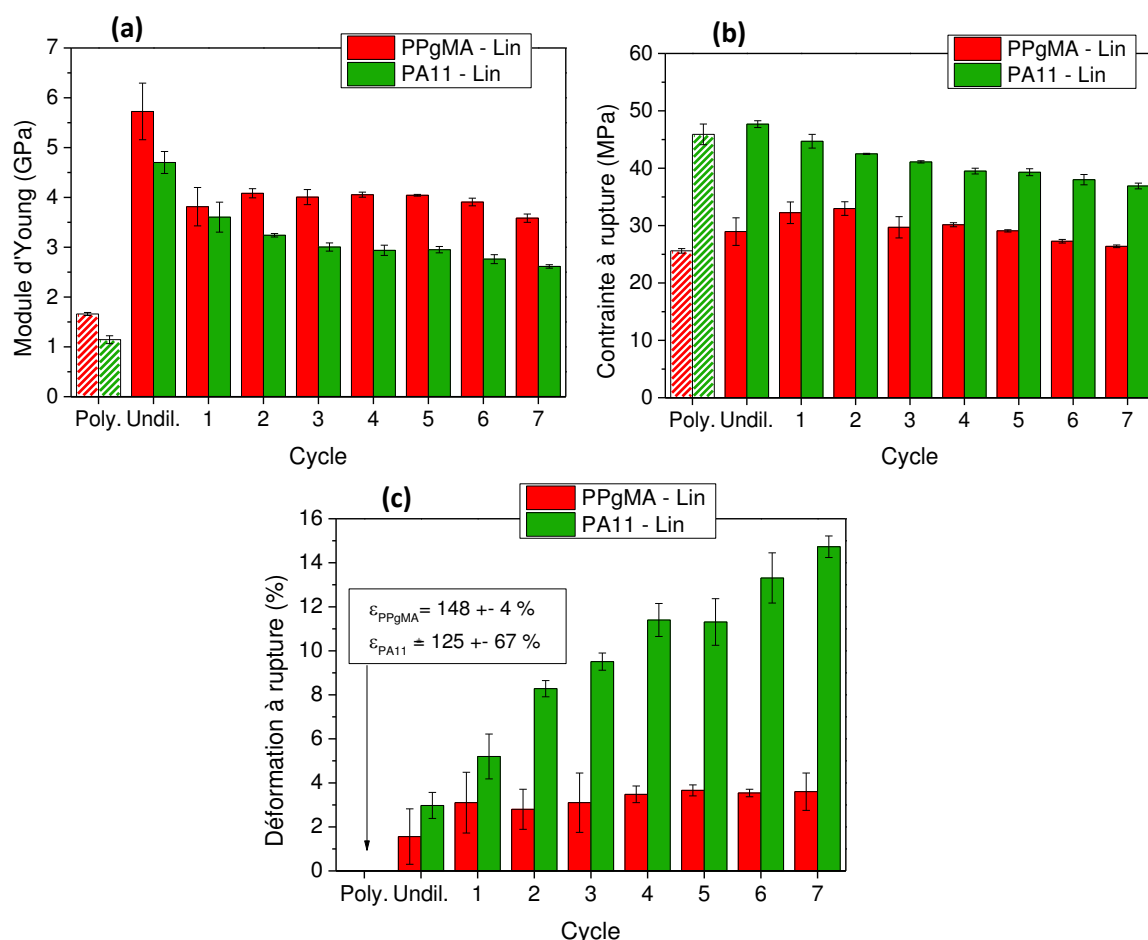 (a)
PPgMA - Lin
PA11 - Lin
7
6
5
4
3
2
1
0
Module d'Young (GPa)
Poly. Undil. 1 2 3 4 5 6 7
Cycle
(b)
PPgMA - Lin
PA11 - Lin
60
50
40
30
20
10
0
Contrainte à rupture (MPa)
Poly. Undil. 1 2 3 4 5 6 7
Cycle
(c)
PPgMA - Lin
PA11 - Lin
16
14
12
10
8
6
4
2
0
Déformation à rupture (%)
εPPgMA= 148 +- 4 %
εPA11 = 125 +- 67 %
Poly. Undil. 1 2 3 4 5 6 7
Cycle